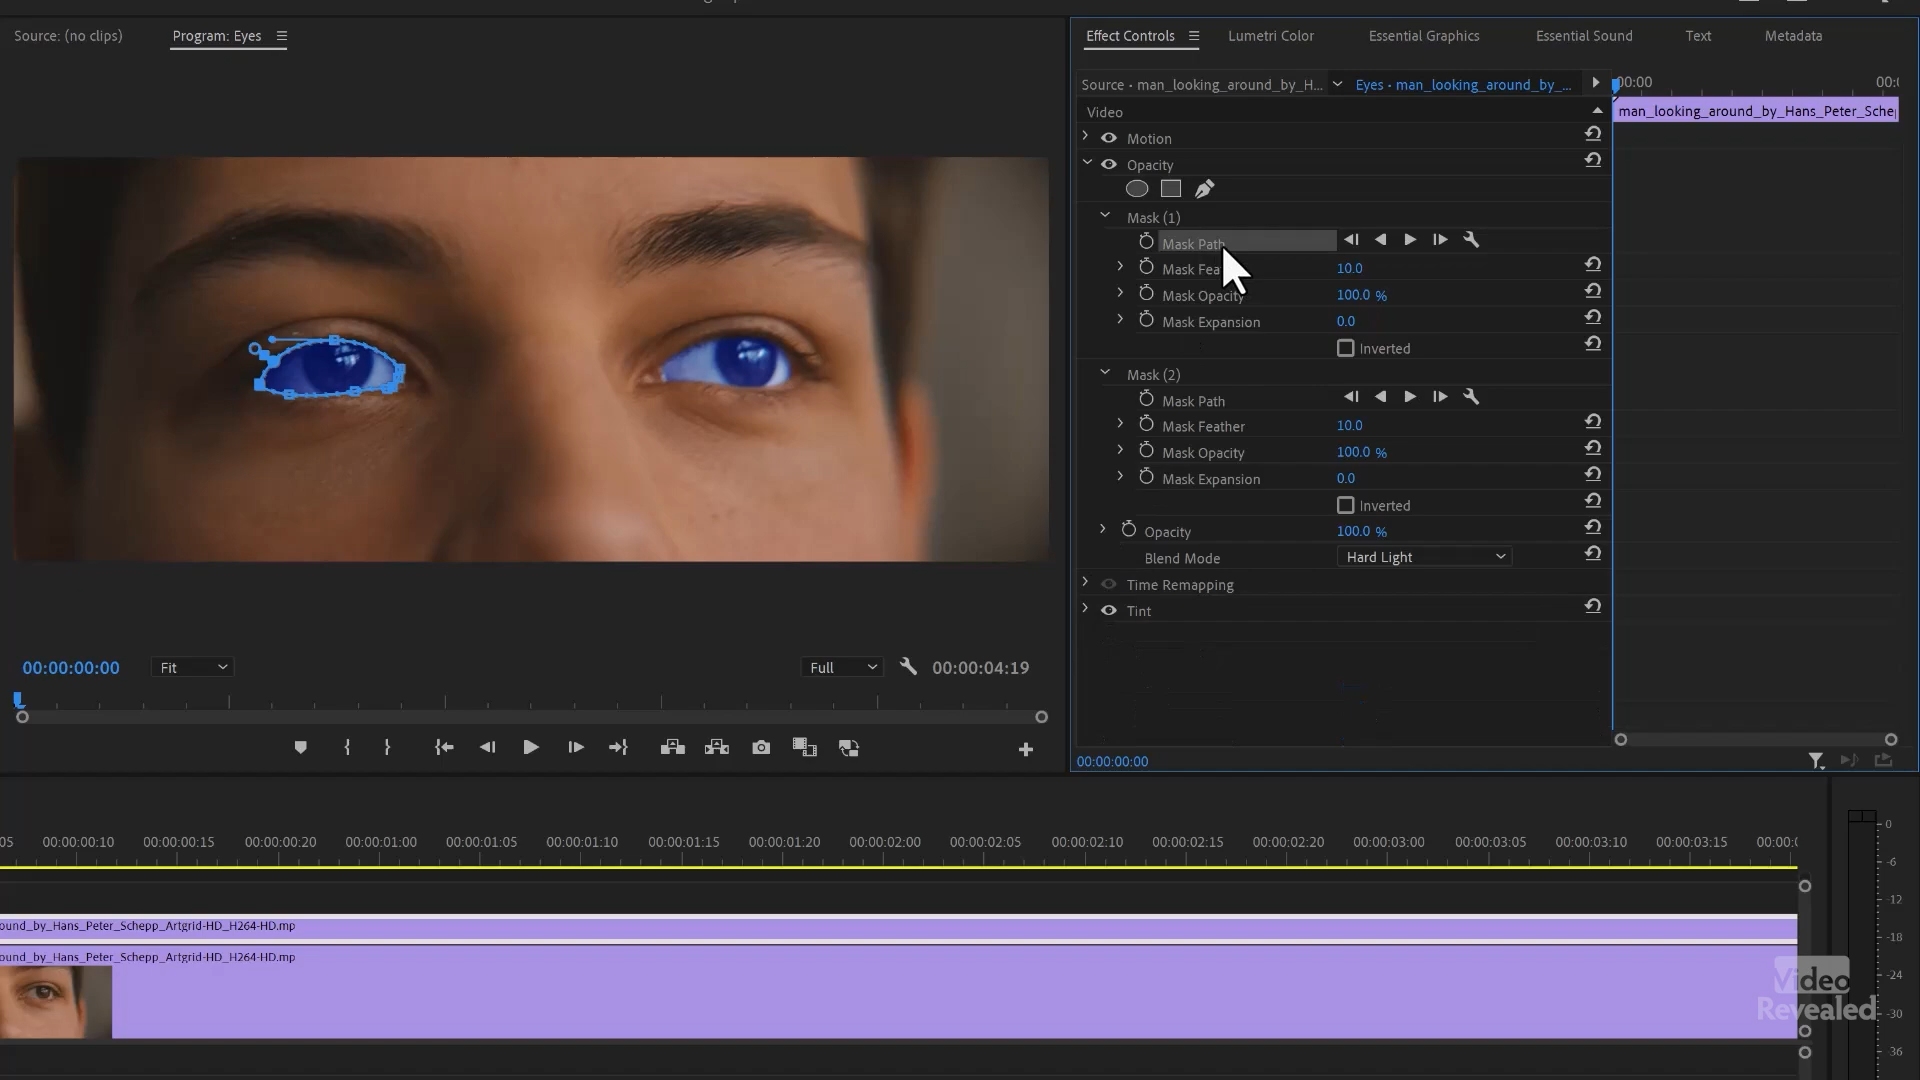 Source: (no clips)
Program: Eyes
Effect Controls
Lumetri Color
Essential Graphics
Essential Sound
Text
Metadata
Source · man_looking_around_by_H...
Eyes · man_looking_around_by_...
00:00
Video
man_looking_around_by_Hans_Peter_Sche
Motion
Opacity
Mask (1)
Mask Path
Mask Fea
10.0
Mask Opacity
100.0 %
Mask Expansion
0.0
Inverted
Mask (2)
Mask Path
Mask Feather
10.0
Mask Opacity
100.0 %
Mask Expansion
0.0
Inverted
Opacity
100.0 %
Blend Mode
Hard Light
Time Remapping
Tint
00:00:00:00
Fit
Full
00:00:04:19
00:00:00:00
05
00:00:00:10
00:00:00:15
00:00:00:20
00:00:01:00
00:00:01:05
00:00:01:10
00:00:01:15
00:00:01:20
00:00:02:00
00:00:02:05
00:00:02:10
00:00:02:15
00:00:02:20
00:00:03:00
00:00:03:05
00:00:03:10
00:00:03:15
00:00:0
ound_by_Hans_Peter_Schepp_Artgrid-HD_H264-HD.mp
ound_by_Hans_Peter_Schepp_Artgrid-HD_H264-HD.mp
0
-6
-12
-18
-24
-30
36
Video
Revealed